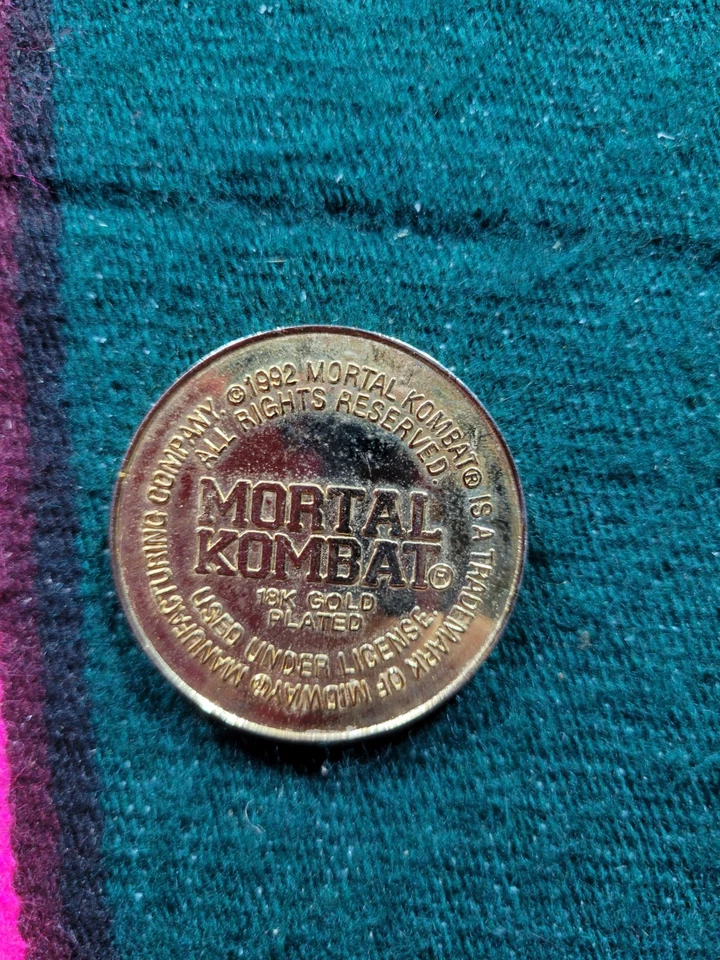 ©1992 MORTAL KOMBAT® IS A TRADEMARK OF MIDWAY® MANUFACTURING COMPANY.
ALL RIGHTS RESERVED.
MORTAL
KOMBAT®
18K GOLD
PLATED
USED UNDER LICENSE.